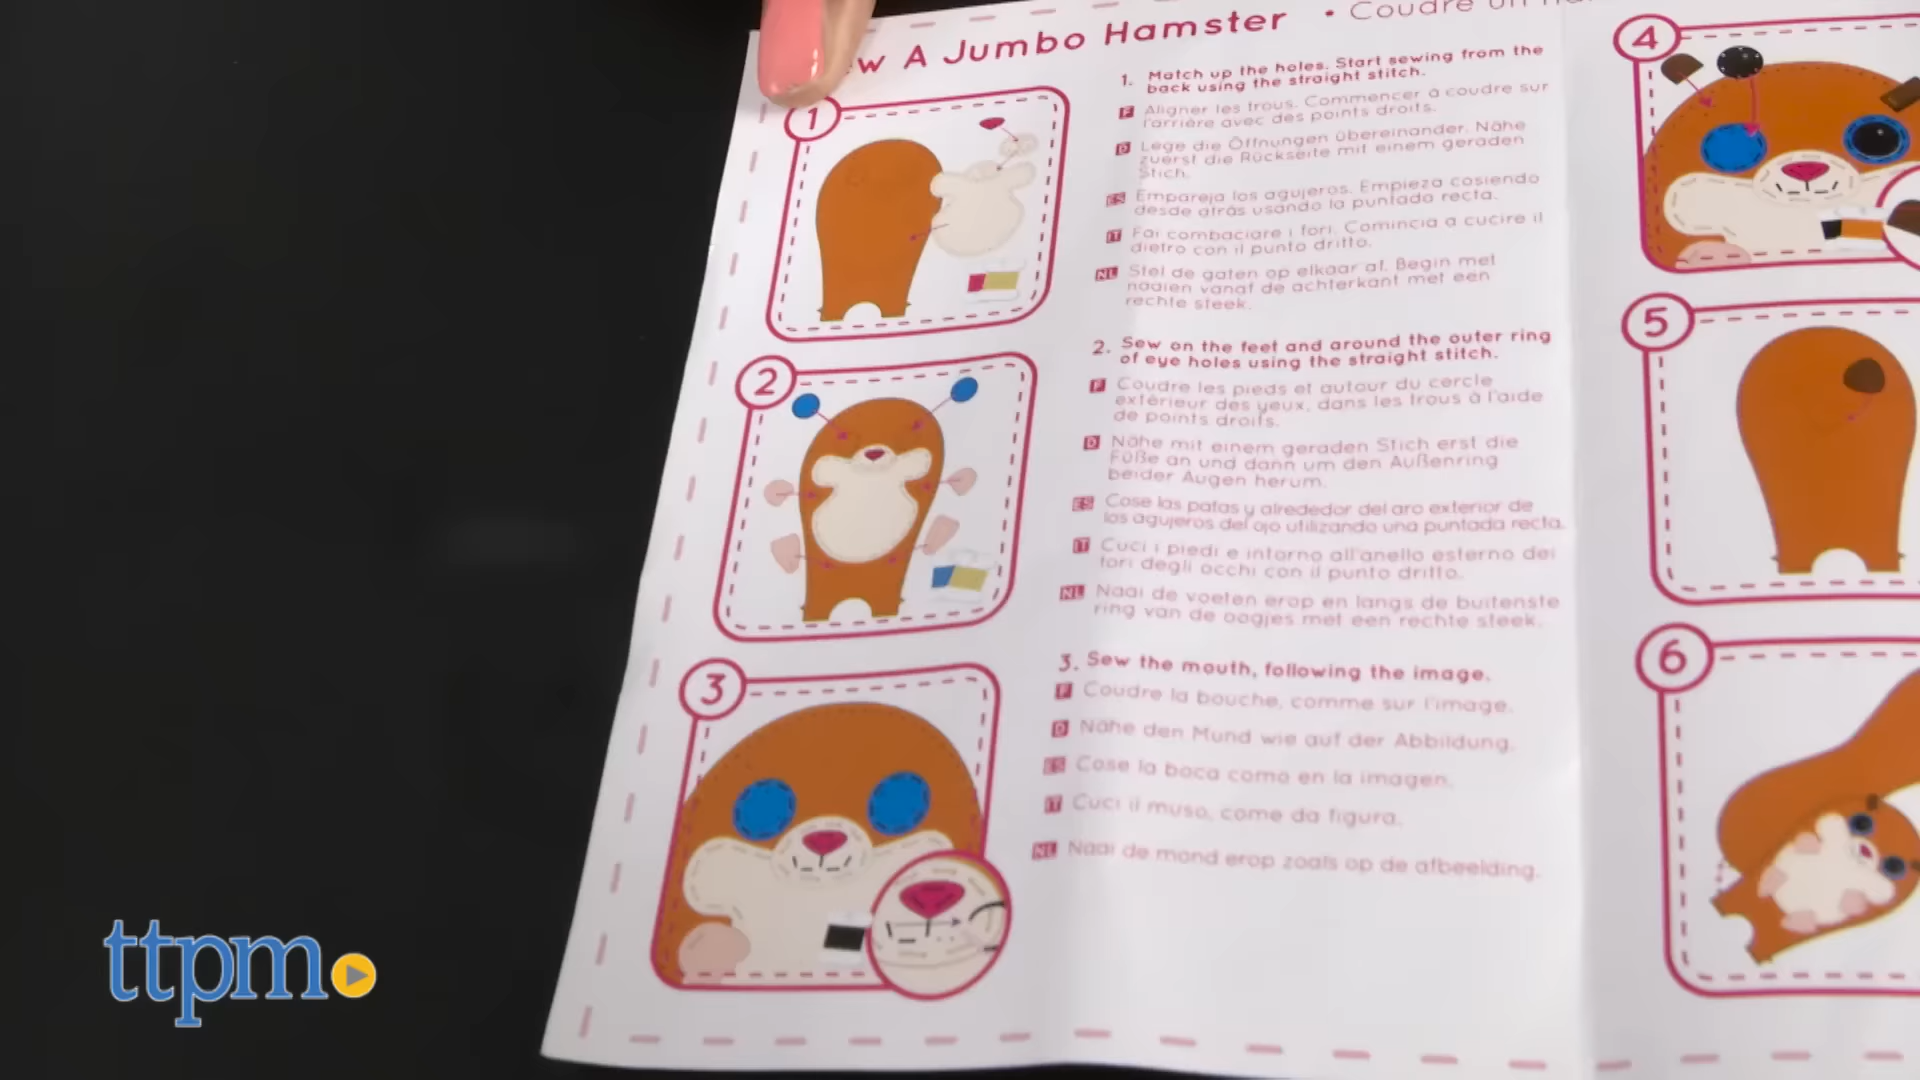 w A Jumbo Hamster • Coudre un
1
1. Match up the holes. Start sewing from the
back using the straight stitch.
F Aligner les trous. Commencer à coudre sur
l'arrière avec des points droits.
D Lege die Öffnungen übereinander. Nähe
zuerst die Rückseite mit einem geraden
Stich.
ES Empareja los agujeros. Empieza cosiendo
desde atrás usando la puntada recta.
IT Fai combaciare i fori. Comincia a cucire il
dietro con il punto dritto.
NL Stel de gaten op elkaar af. Begin met
naaien vanaf de achterkant met een
rechte steek.
2
2. Sew on the feet and around the outer ring
of eye holes using the straight stitch.
F Coudre les pieds et autour du cercle
extérieur des yeux, dans les trous à l'aide
de points droits.
D Nähe mit einem geraden Stich erst die
Füße an und dann um den Außenring
beider Augen herum.
ES Cose las patas y alrededor del aro exterior de
los agujeros del ojo utilizando una puntada recta.
IT Cuci i piedi e intorno all'anello esterno dei
fori degli occhi con il punto dritto.
NL Naai de voeten erop en langs de buitenste
ring van de oogjes met een rechte steek.
3
3. Sew the mouth, following the image.
F Coudre la bouche, comme sur l'image.
D Nähe den Mund wie auf der Abbildung.
ES Cose la boca como en la imagen.
IT Cuci il muso, come da figura.
NL Naai de mond erop zoals op de afbeelding.
4
5
6
ttpm